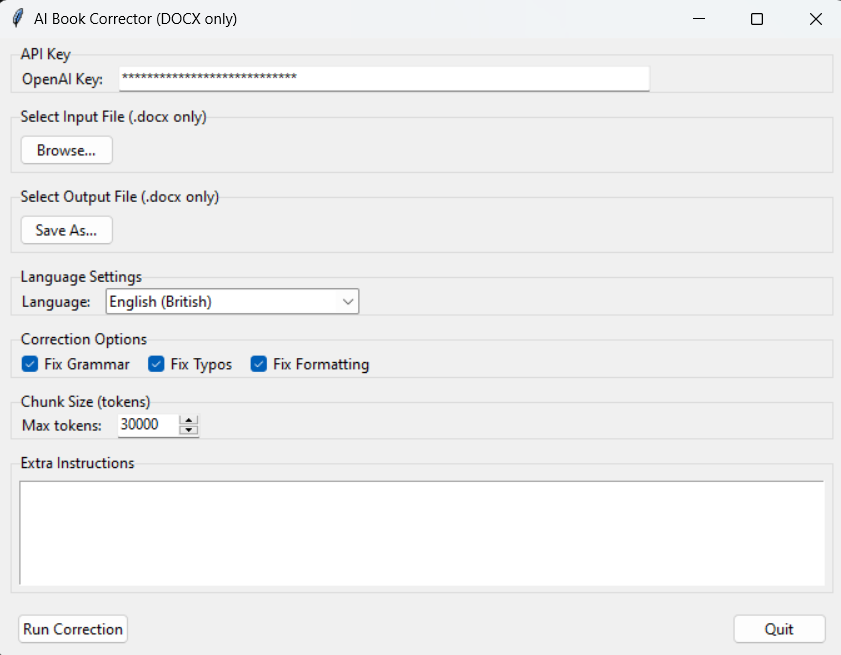 AI Book Corrector (DOCX only)
API Key
OpenAI Key: ****************************
Select Input File (.docx only)
Browse...
Select Output File (.docx only)
Save As...
Language Settings
Language: English (British)
Correction Options
Fix Grammar Fix Typos Fix Formatting
Chunk Size (tokens)
Max tokens: 30000
Extra Instructions
Run Correction Quit